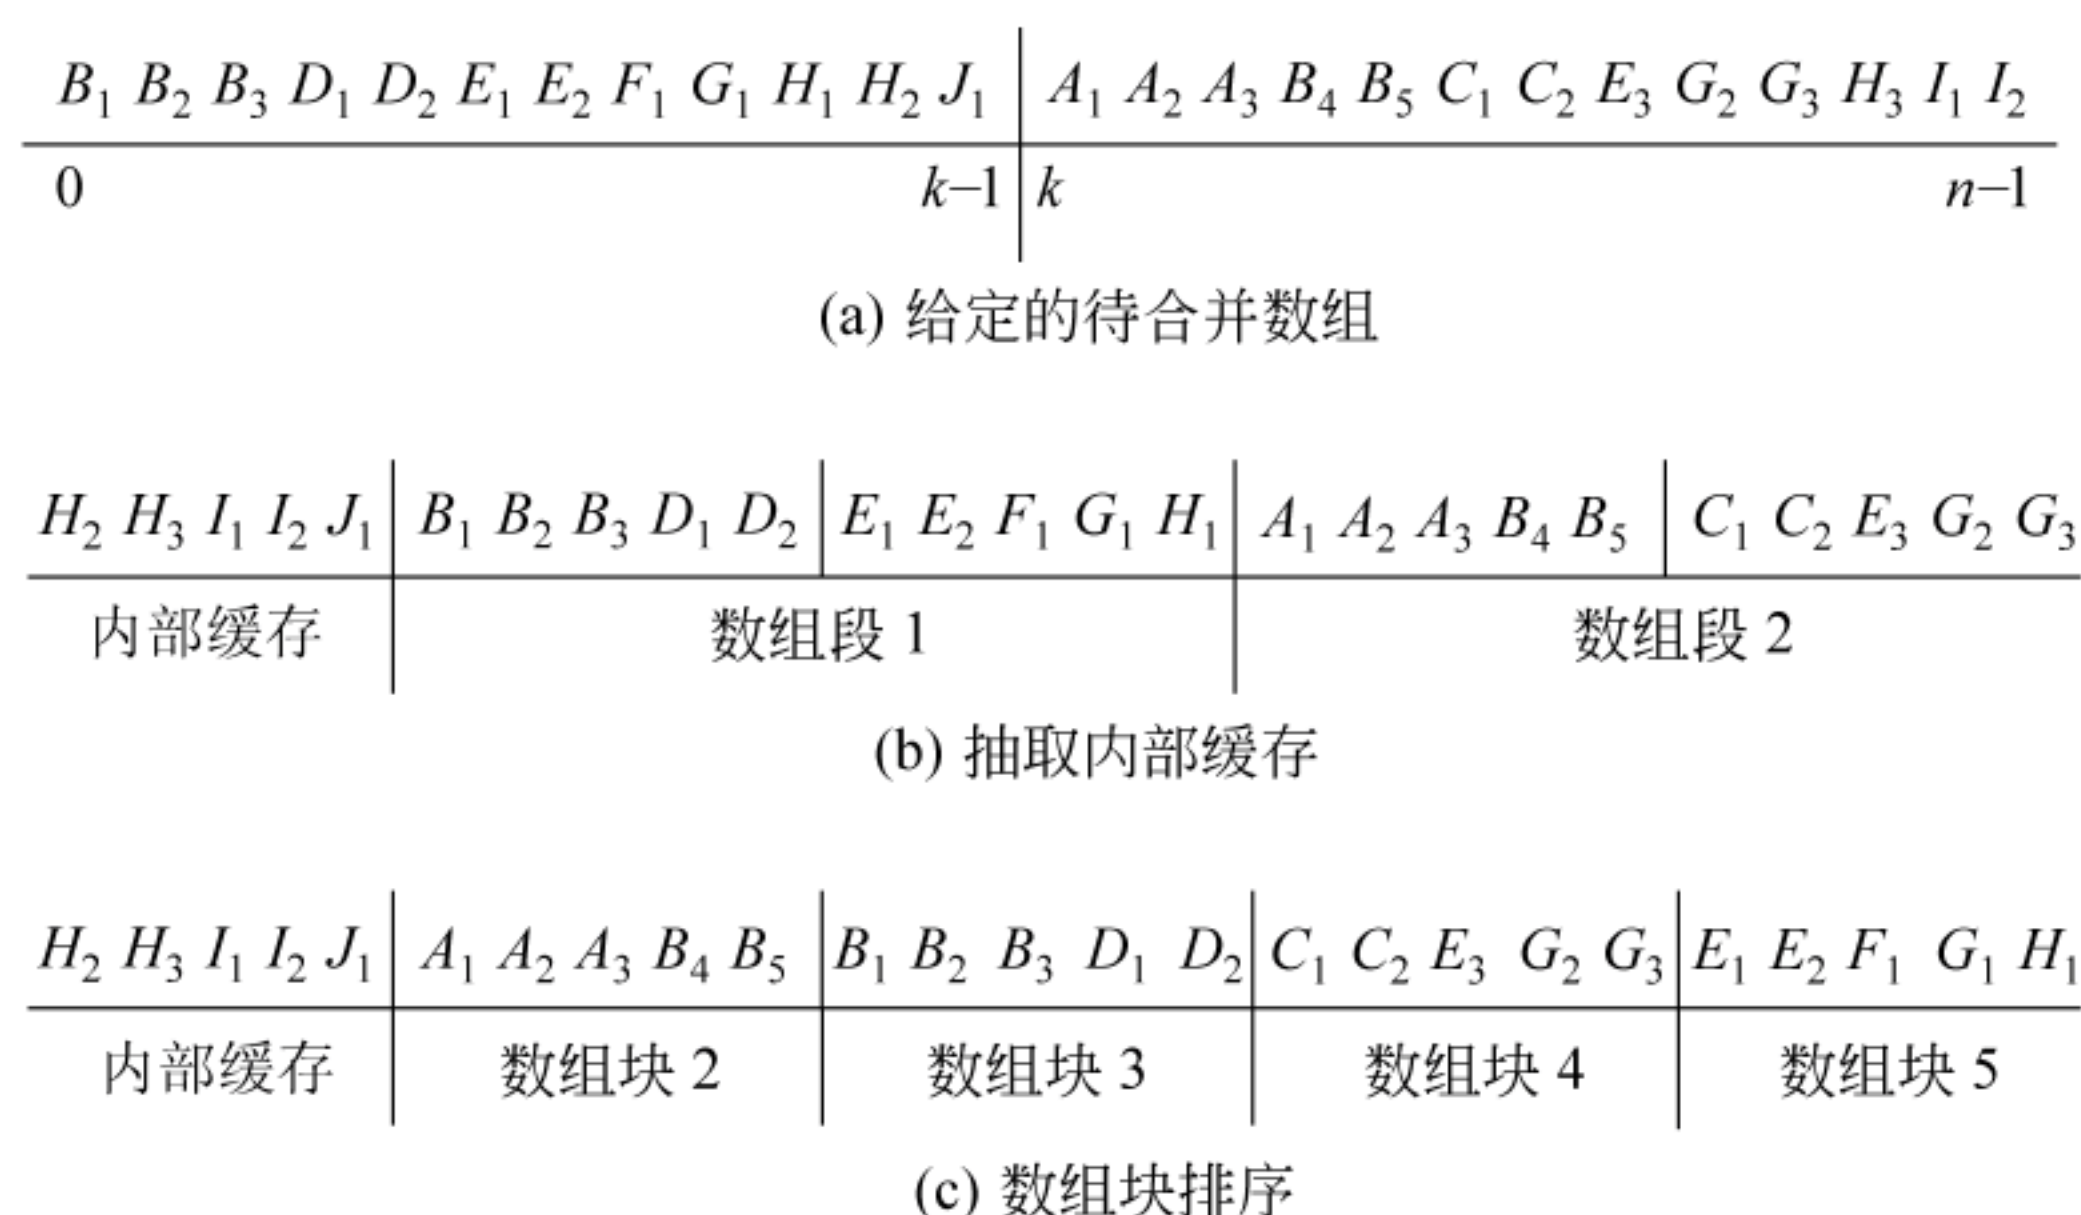 B₁ B₂ B₃ D₁ D₂ E₁ E₂ F₁ G₁ H₁ H₂ J₁ A₁ A₂ A₃ B₄ B₅ C₁ C₂ E₃ G₂ G₃ H₃ I₁ I₂
0 k–1 k n–1
(a) 给定的待合并数组
H₂ H₃ I₁ I₂ J₁ B₁ B₂ B₃ D₁ D₂ E₁ E₂ F₁ G₁ H₁ A₁ A₂ A₃ B₄ B₅ C₁ C₂ E₃ G₂ G₃
内部缓存 数组段 1 数组段 2
(b) 抽取内部缓存
H₂ H₃ I₁ I₂ J₁ A₁ A₂ A₃ B₄ B₅ B₁ B₂ B₃ D₁ D₂ C₁ C₂ E₃ G₂ G₃ E₁ E₂ F₁ G₁ H₁
内部缓存 数组块 2 数组块 3 数组块 4 数组块 5
(c) 数组块排序